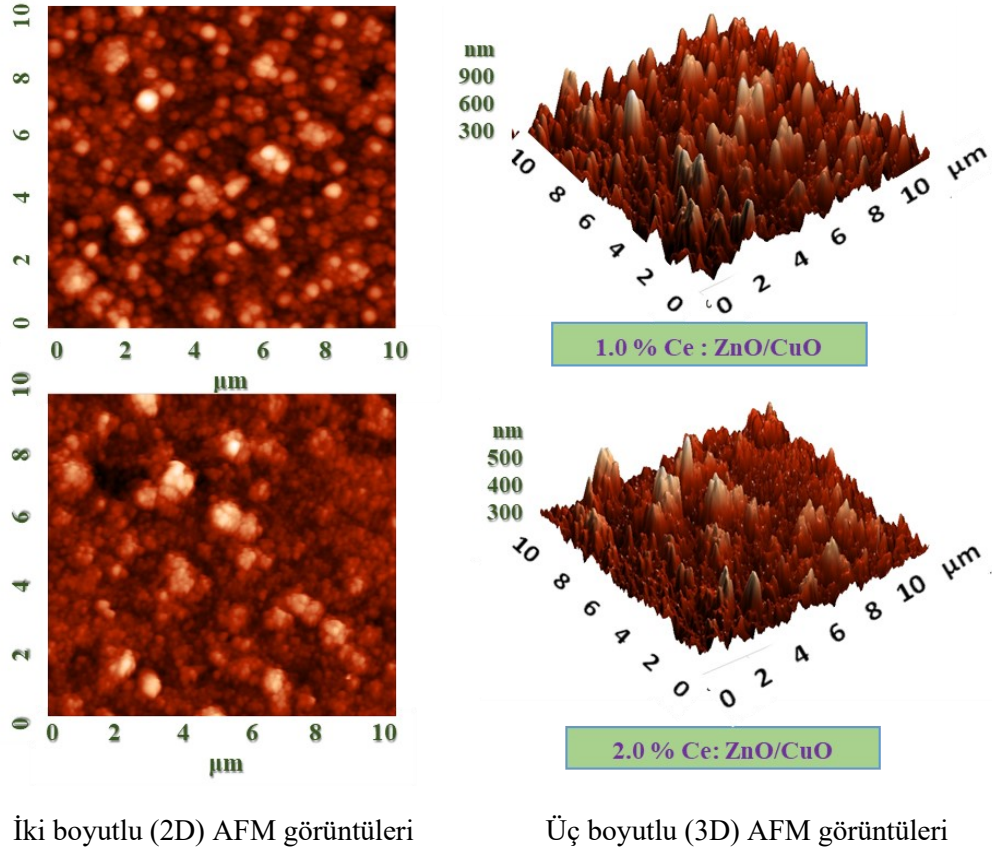 10
8
6
4
2
0
0 2 4 6 8 10
μm
nm
900
600
300
10 8 6 4 2 0
0 2 4 6 8 10 μm
1.0 % Ce : ZnO/CuO
10
8
6
4
2
0
0 2 4 6 8 10
μm
nm
500
400
300
10 8 6 4 2 0
0 2 4 6 8 10 μm
2.0 % Ce: ZnO/CuO
İki boyutlu (2D) AFM görüntüleri
Üç boyutlu (3D) AFM görüntüleri